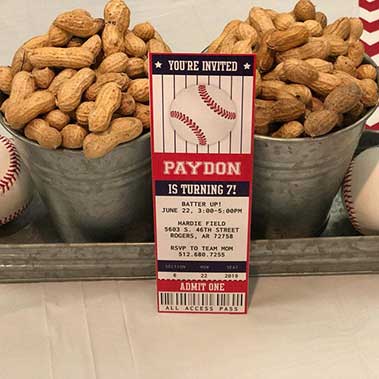 YOU'RE INVITED
ADMIT ONE
PAYDON
IS TURNING 7!
BATTER UP!
JUNE 22, 3:00-5:00PM
HARDIE FIELD
5603 S. 46TH STREET
ROGERS, AR 72758
RSVP TO TEAM MOM
512.680.7255
SECTION ROW SEAT
6 22 2019
ADMIT ONE
ALL ACCESS PASS